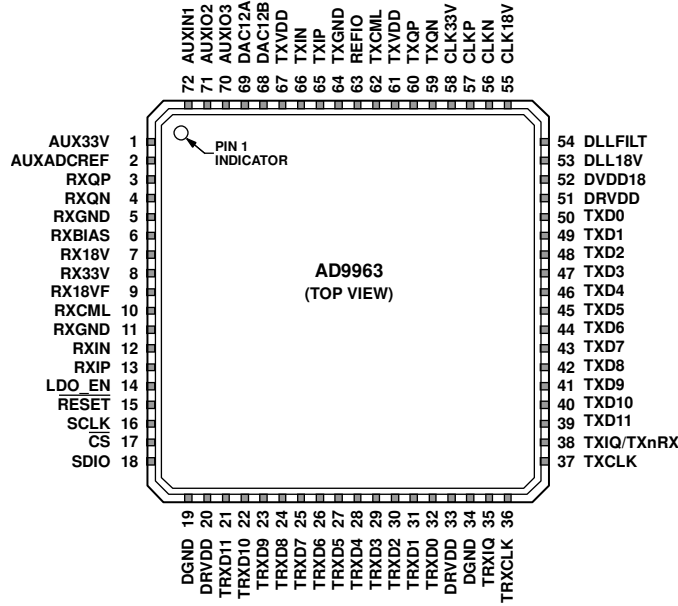 72 AUXIN1
71 AUXIO2
70 AUXIO3
69 DAC12A
68 DAC12B
67 TXVDD
66 TXIN
65 TXIP
64 TXGND
63 REFIO
62 TXCML
61 TXVDD
60 TXQP
59 TXQN
58 CLK33V
57 CLKP
56 CLKN
55 CLK18V
AUX33V 1
AUXADCREF 2
RXQP 3
RXQN 4
RXGND 5
RXBIAS 6
RX18V 7
RX33V 8
RX18VF 9
RXCML 10
RXGND 11
RXIN 12
RXIP 13
LDO_EN 14
RESET 15
SCLK 16
CS 17
SDIO 18
PIN 1
INDICATOR
AD9963
(TOP VIEW)
54 DLLFILT
53 DLL18V
52 DVDD18
51 DRVDD
50 TXD0
49 TXD1
48 TXD2
47 TXD3
46 TXD4
45 TXD5
44 TXD6
43 TXD7
42 TXD8
41 TXD9
40 TXD10
39 TXD11
38 TXIQ/TXnRX
37 TXCLK
DGND 19
DRVDD 20
TRXD11 21
TRXD10 22
TRXD9 23
TRXD8 24
TRXD7 25
TRXD6 26
TRXD5 27
TRXD4 28
TRXD3 29
TRXD2 30
TRXD1 31
TRXD0 32
DRVDD 33
DGND 34
TRXIQ 35
TRXCLK 36